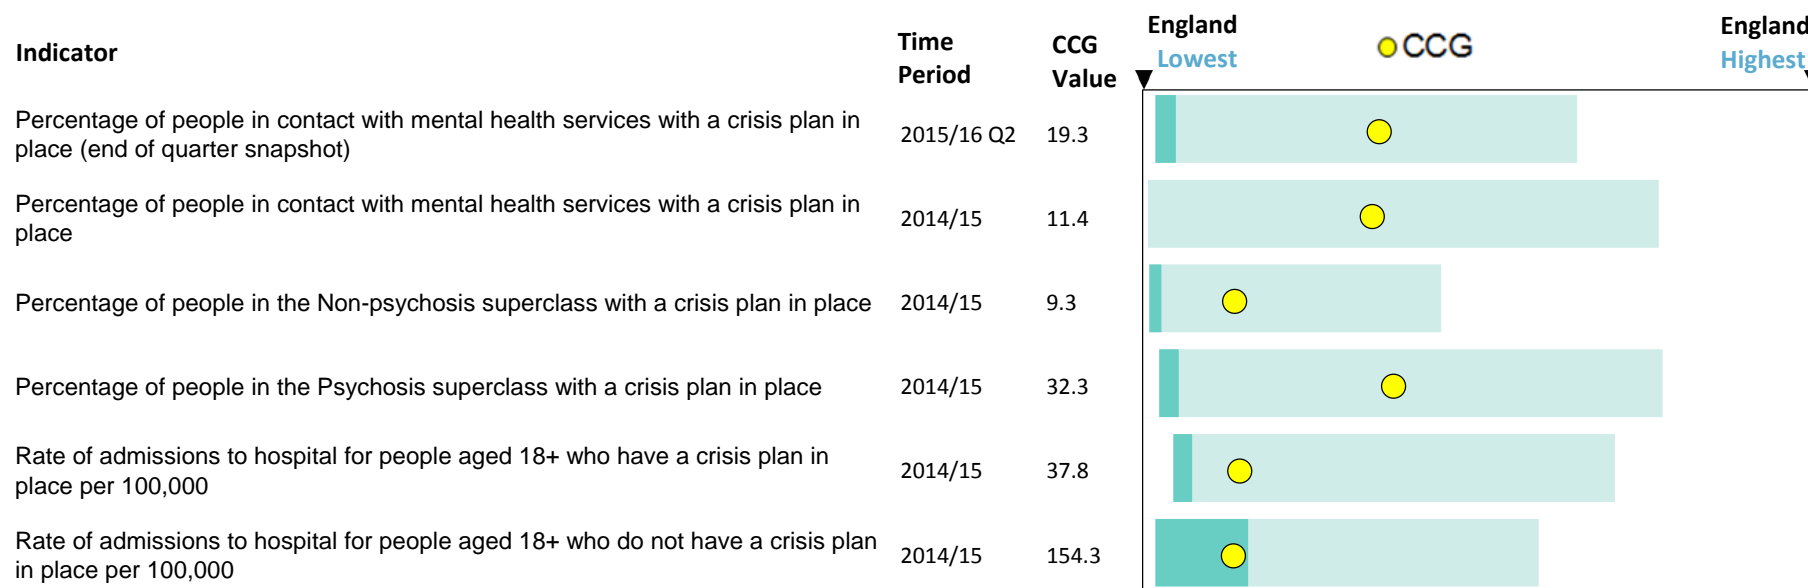 Indicator
Time Period
CCG Value
England Lowest
CCG
England Highest
Percentage of people in contact with mental health services with a crisis plan in
place (end of quarter snapshot)
2015/16 Q2
19.3
Percentage of people in contact with mental health services with a crisis plan in
place
2014/15
11.4
Percentage of people in the Non-psychosis superclass with a crisis plan in place
2014/15
9.3
Percentage of people in the Psychosis superclass with a crisis plan in place
2014/15
32.3
Rate of admissions to hospital for people aged 18+ who have a crisis plan in
place per 100,000
2014/15
37.8
Rate of admissions to hospital for people aged 18+ who do not have a crisis plan
in place per 100,000
2014/15
154.3